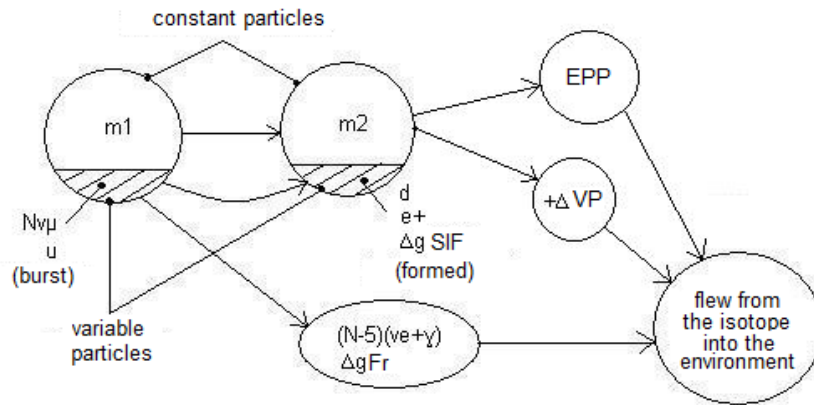 constant particles
m1
m2
EPP
+Δ VP
Nνμ
u
(burst)
d
e+
Δg SIF
(formed)
variable
particles
(N-5)(νe+γ)
ΔgFr
flew from
the isotope
into the
environment